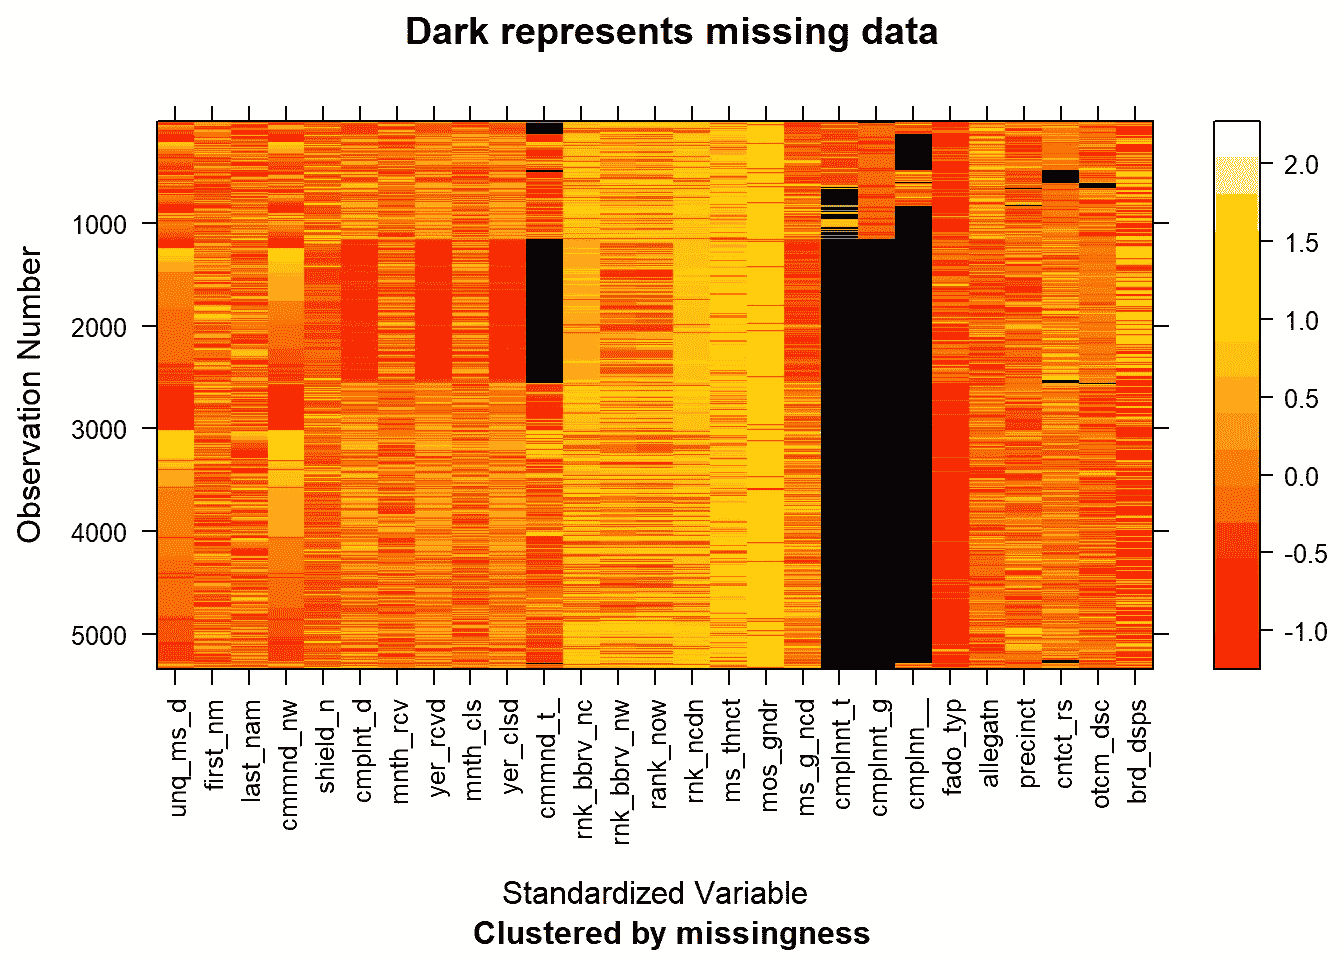 Dark represents missing data
Observation Number
1000
2000
3000
4000
5000
2.0
1.5
1.0
0.5
0.0
-0.5
-1.0
unq_ms_d
first_nm
last_nam
cmmnd_nw
shield_n
cmplnt_d
mnth_rcv
yer_rcvd
mnth_cls
yer_clsd
cmmnd_t_
rnk_bbrv_nc
rnk_bbrv_nw
rank_now
rnk_ncdn
ms_thnct
mos_gndr
ms_g_ncd
cmplnnt_t
cmplnnt_g
cmplnn__
fado_typ
allegatn
precinct
cntct_rs
otcm_dsc
brd_dsps
Standardized Variable
Clustered by missingness